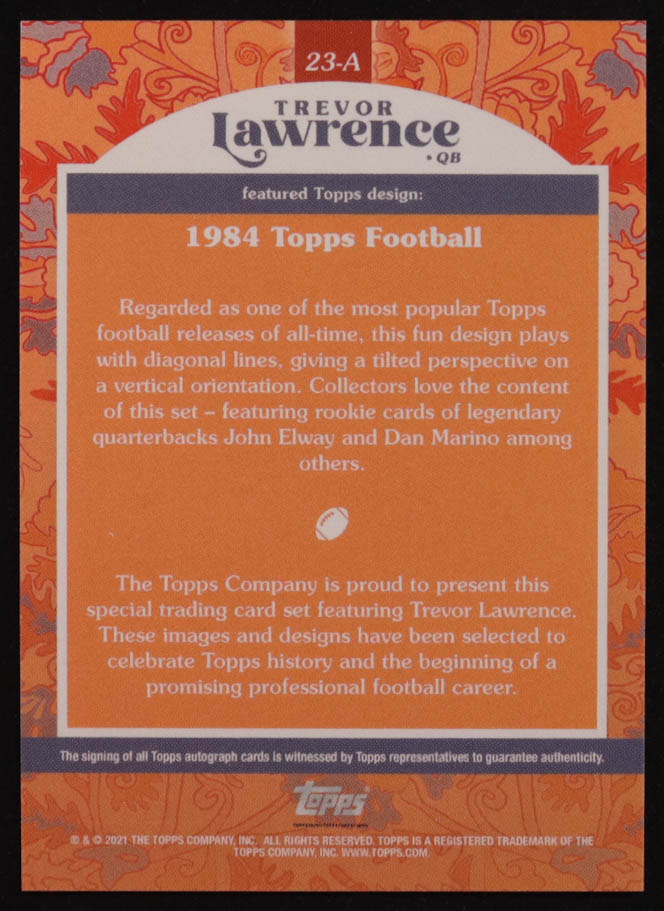 23-A
TREVOR
Lawrence
• QB
featured Topps design:
1984 Topps Football
Regarded as one of the most popular Topps
football releases of all-time, this fun design plays
with diagonal lines, giving a tilted perspective on
a vertical orientation. Collectors love the content
of this set – featuring rookie cards of legendary
quarterbacks John Elway and Dan Marino among
others.
The Topps Company is proud to present this
special trading card set featuring Trevor Lawrence.
These images and designs have been selected to
celebrate Topps history and the beginning of a
promising professional football career.
The signing of all Topps autograph cards is witnessed by Topps representatives to guarantee authenticity.
topps
® & © 2021 THE TOPPS COMPANY, INC. ALL RIGHTS RESERVED. TOPPS IS A REGISTERED TRADEMARK OF THE
TOPPS COMPANY, INC. WWW.TOPPS.COM.